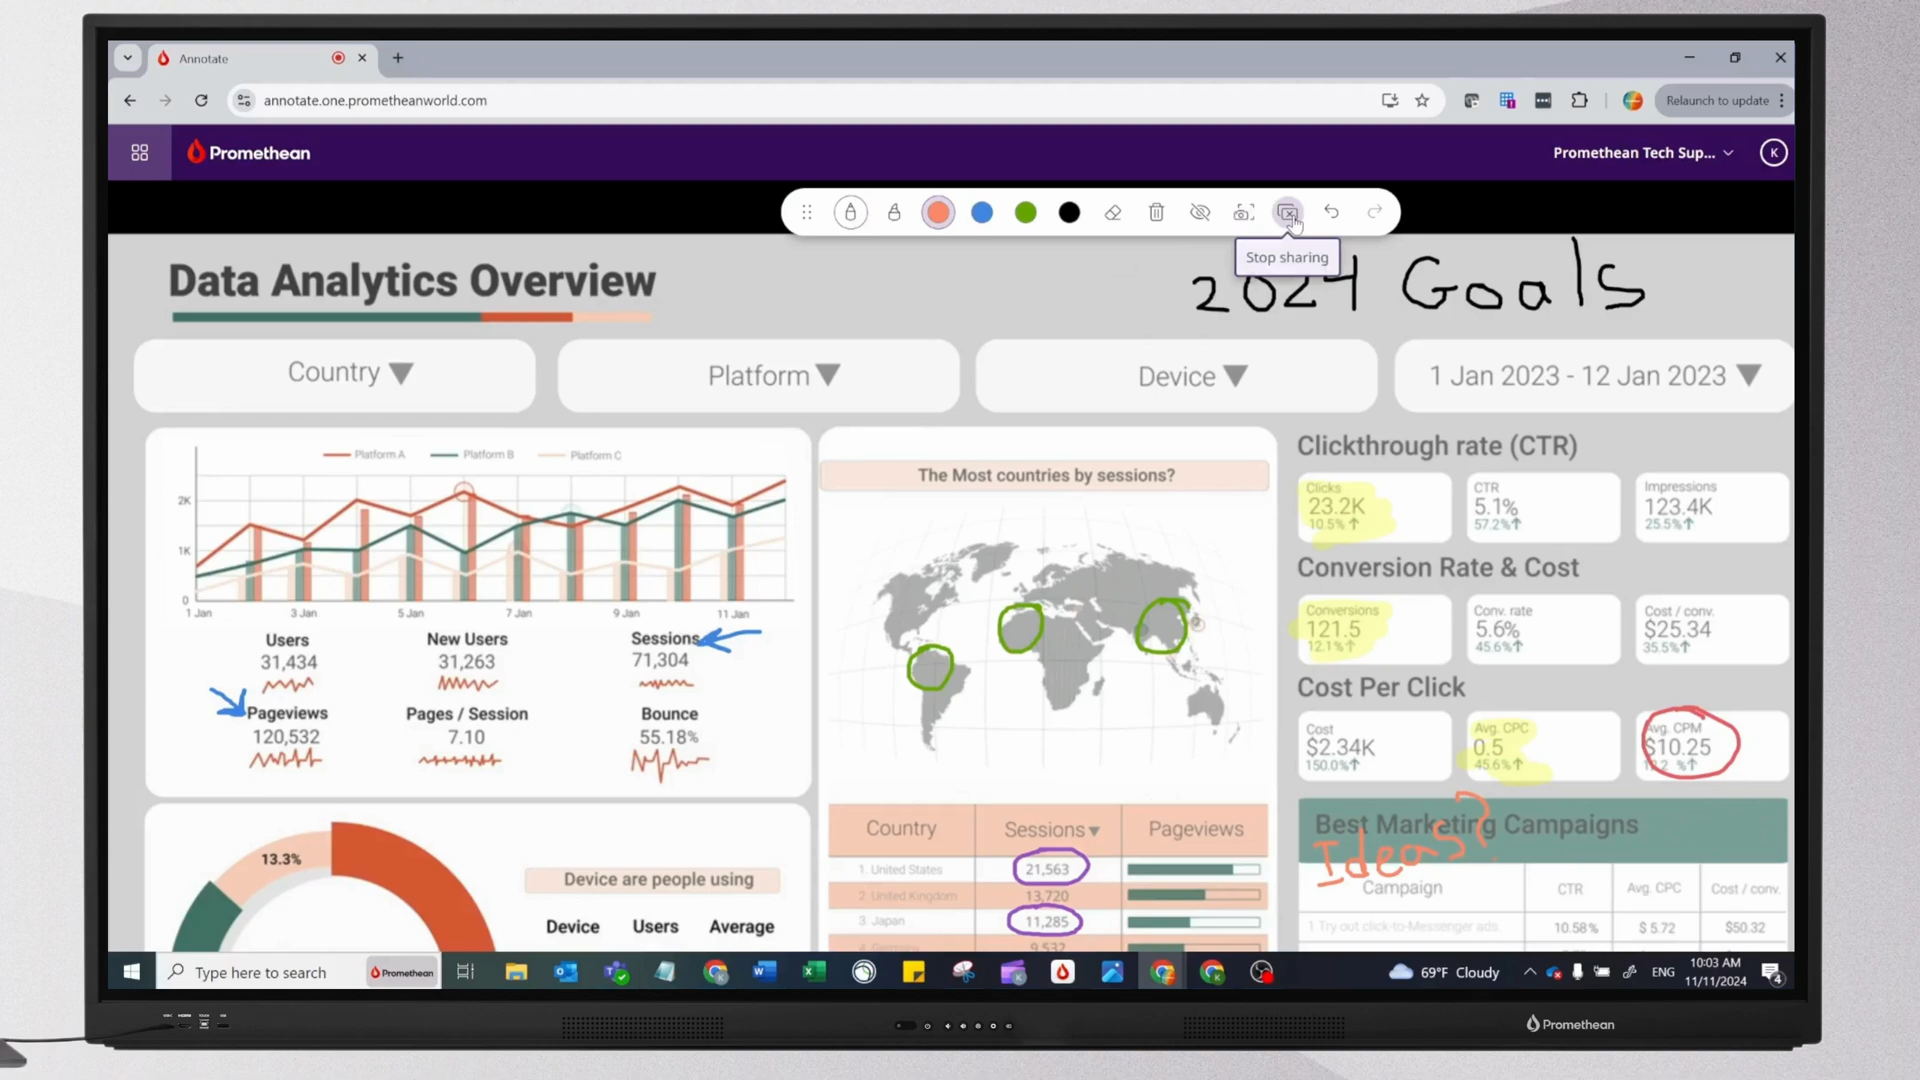 Annotate
annotate.one.prometheanworld.com
Relaunch to update
Promethean
Promethean Tech Sup...
K
Stop sharing
Data Analytics Overview
2024 Goals
Country
Platform
Device
1 Jan 2023 - 12 Jan 2023
Platform A
Platform B
Platform C
2K
1K
0
1 Jan
3 Jan
5 Jan
7 Jan
9 Jan
11 Jan
Users
31,434
New Users
31,263
Sessions
71,304
Pageviews
120,532
Pages / Session
7.10
Bounce
55.18%
13.3%
Device are people using
Device Users Average
The Most countries by sessions?
Country Sessions Pageviews
1. United States 21,563
2. United Kingdom 13,720
3. Japan 11,285
4. Germany 9,532
Clickthrough rate (CTR)
Clicks
23.2K
10.5%
CTR
5.1%
57.2%
Impressions
123.4K
25.5%
Conversion Rate & Cost
Conversions
121.5
12.1%
Conv. rate
5.6%
45.6%
Cost / conv.
$25.34
35.5%
Cost Per Click
Cost
$2.34K
150.0%
Avg. CPC
0.5
45.6%
Avg. CPM
$10.25
Best Marketing Campaigns
Ideas?
Campaign CTR Avg. CPC Cost / conv.
1 Try out click-to-Messenger ads. 10.58% $ 5.72 $50.32
Type here to search
Promethean
69°F Cloudy
ENG
10:03 AM
11/11/2024
4
Promethean